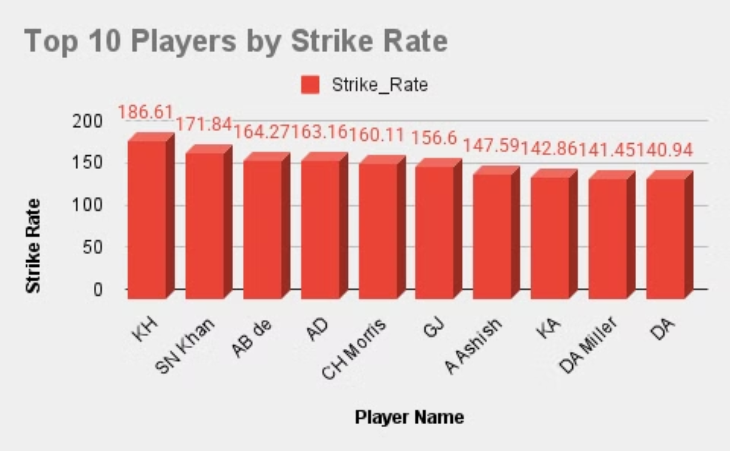 Top 10 Players by Strike Rate
Strike_Rate
186.61 171.84 164.27 163.16 160.11 156.6 147.59 142.86 141.45 140.94
200
150
100
50
0
Strike Rate
KH SN Khan AB de AD CH Morris GJ A Ashish KA DA Miller DA
Player Name